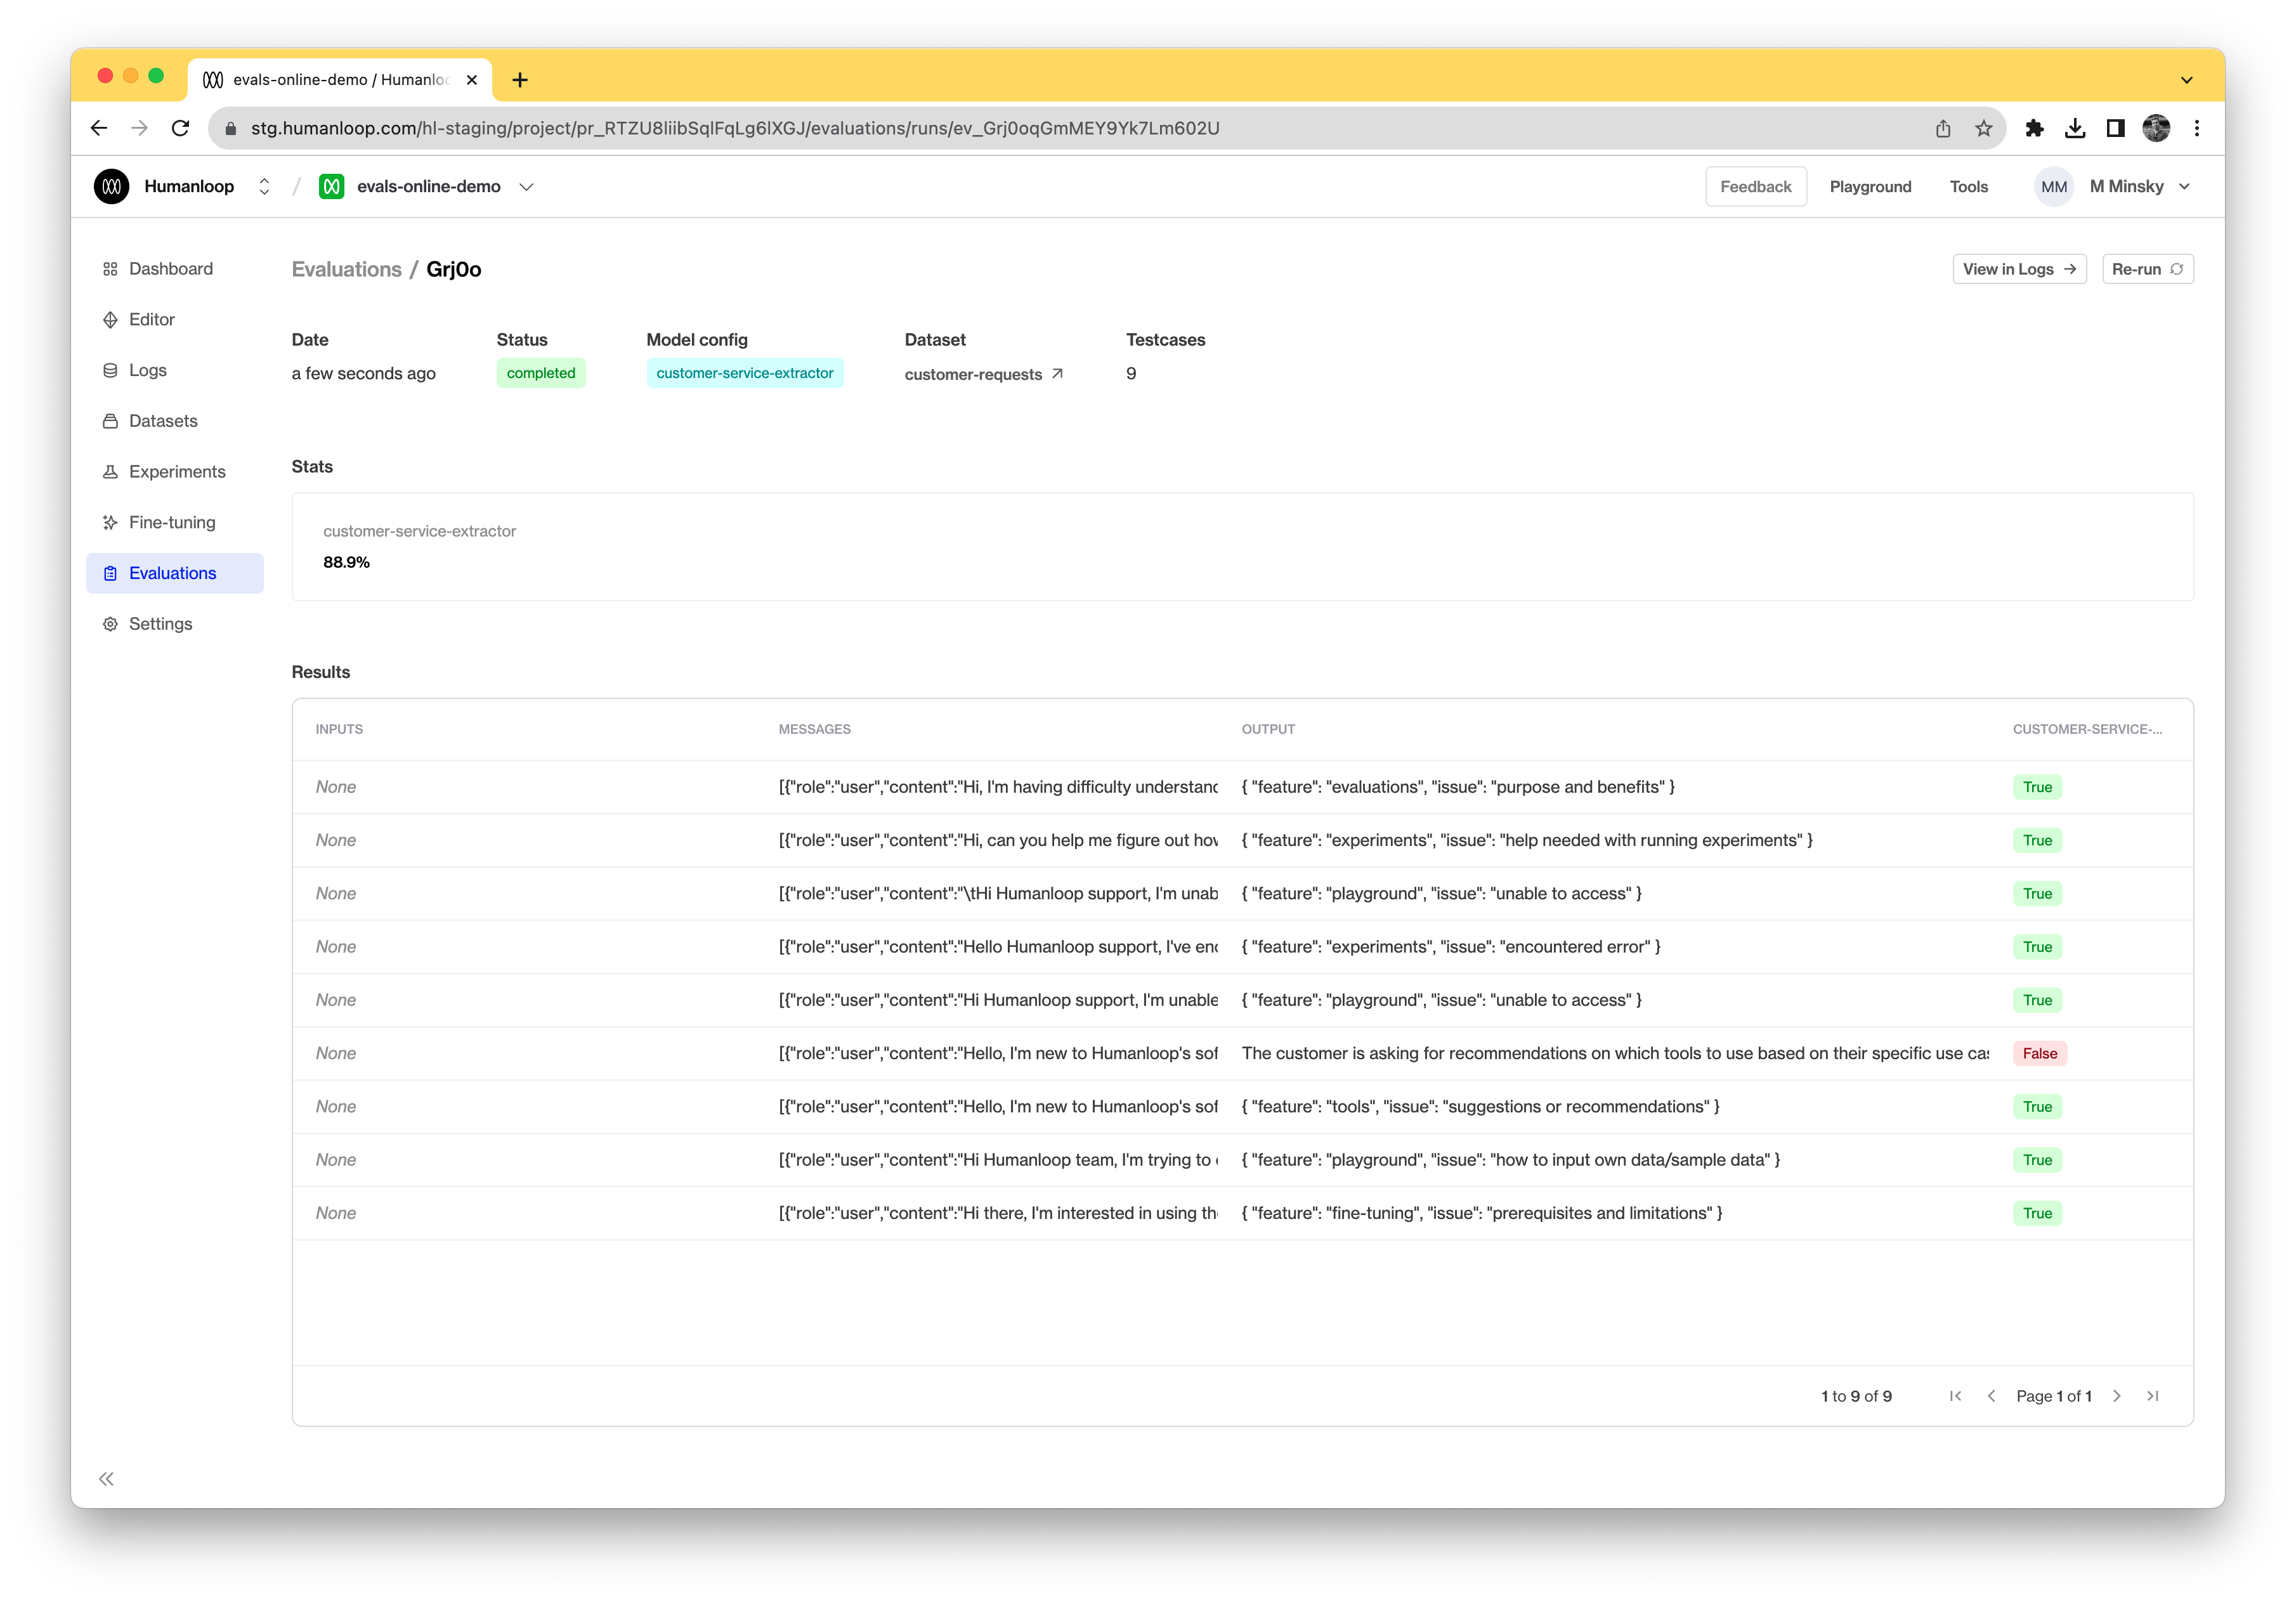 evals-online-demo / Humanloo
stg.humanloop.com/hl-staging/project/pr_RTZU8liibSqlFqLg6lXGJ/evaluations/runs/ev_Grj0oqGmMEY9Yk7Lm602U
Humanloop / evals-online-demo Feedback Playground Tools MM M Minsky
Dashboard
Editor
Logs
Datasets
Experiments
Fine-tuning
Evaluations
Settings
Evaluations / Grj0o View in Logs Re-run
Date Status Model config Dataset Testcases
a few seconds ago completed customer-service-extractor customer-requests 9
Stats
customer-service-extractor
88.9%
Results
INPUTS MESSAGES OUTPUT CUSTOMER-SERVICE-...
None [{"role":"user","content":"Hi, I'm having difficulty understand { "feature": "evaluations", "issue": "purpose and benefits" } True
None [{"role":"user","content":"Hi, can you help me figure out how { "feature": "experiments", "issue": "help needed with running experiments" } True
None [{"role":"user","content":"\tHi Humanloop support, I'm unab { "feature": "playground", "issue": "unable to access" } True
None [{"role":"user","content":"Hello Humanloop support, I've enc { "feature": "experiments", "issue": "encountered error" } True
None [{"role":"user","content":"Hi Humanloop support, I'm unable { "feature": "playground", "issue": "unable to access" } True
None [{"role":"user","content":"Hello, I'm new to Humanloop's sof The customer is asking for recommendations on which tools to use based on their specific use cas False
None [{"role":"user","content":"Hello, I'm new to Humanloop's sof { "feature": "tools", "issue": "suggestions or recommendations" } True
None [{"role":"user","content":"Hi Humanloop team, I'm trying to { "feature": "playground", "issue": "how to input own data/sample data" } True
None [{"role":"user","content":"Hi there, I'm interested in using th { "feature": "fine-tuning", "issue": "prerequisites and limitations" } True
1 to 9 of 9 Page 1 of 1